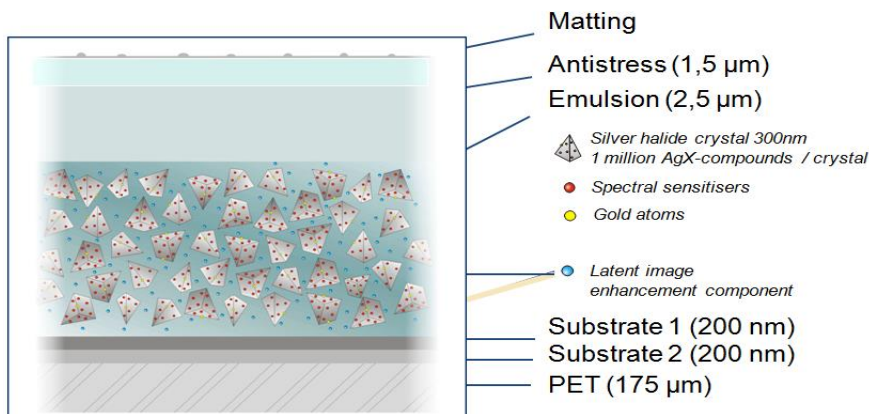 Matting
Antistress (1,5 µm)
Emulsion (2,5 µm)
Silver halide crystal 300nm
1 million AgX-compounds / crystal
Spectral sensitisers
Gold atoms
Latent image
enhancement component
Substrate 1 (200 nm)
Substrate 2 (200 nm)
PET (175 µm)